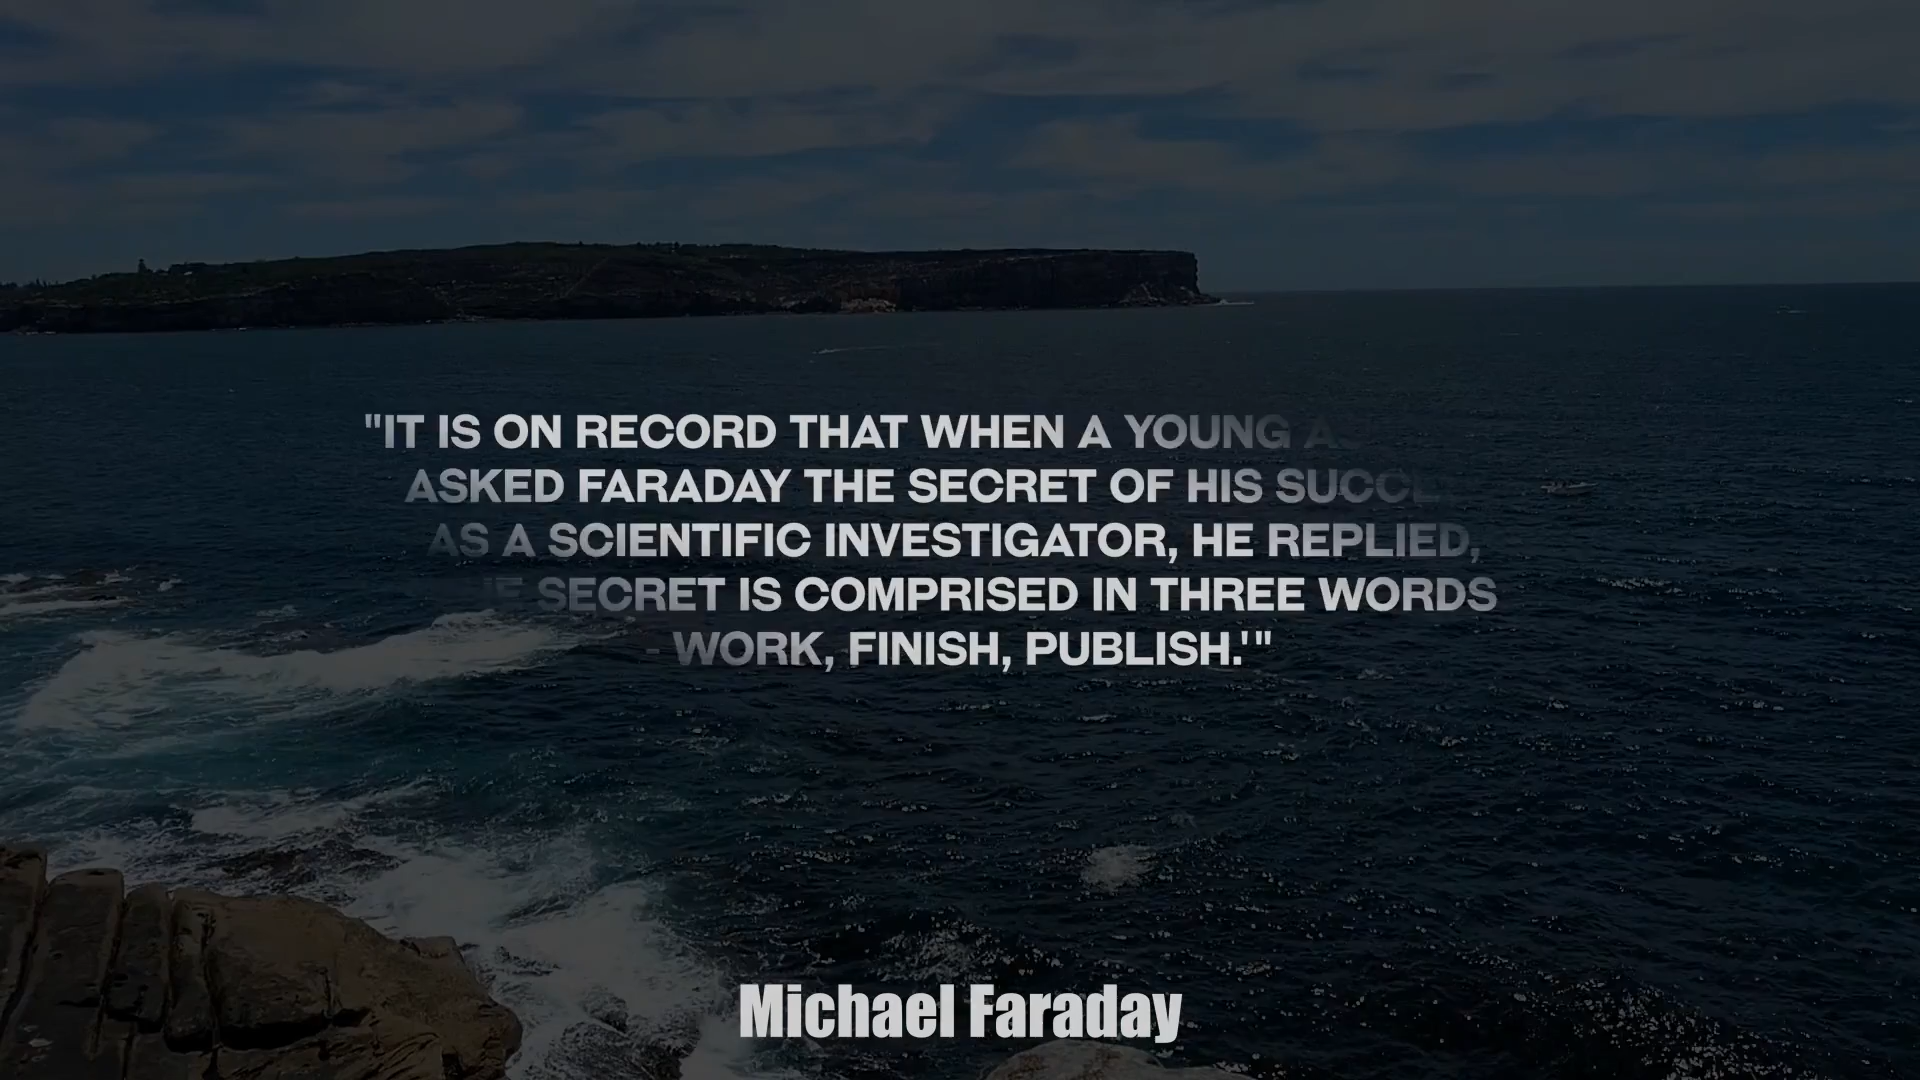 "IT IS ON RECORD THAT WHEN A YOUNG
ASKED FARADAY THE SECRET OF HIS
AS A SCIENTIFIC INVESTIGATOR, HE REPLIED,
SECRET IS COMPRISED IN THREE WORDS
- WORK, FINISH, PUBLISH.'"
Michael Faraday